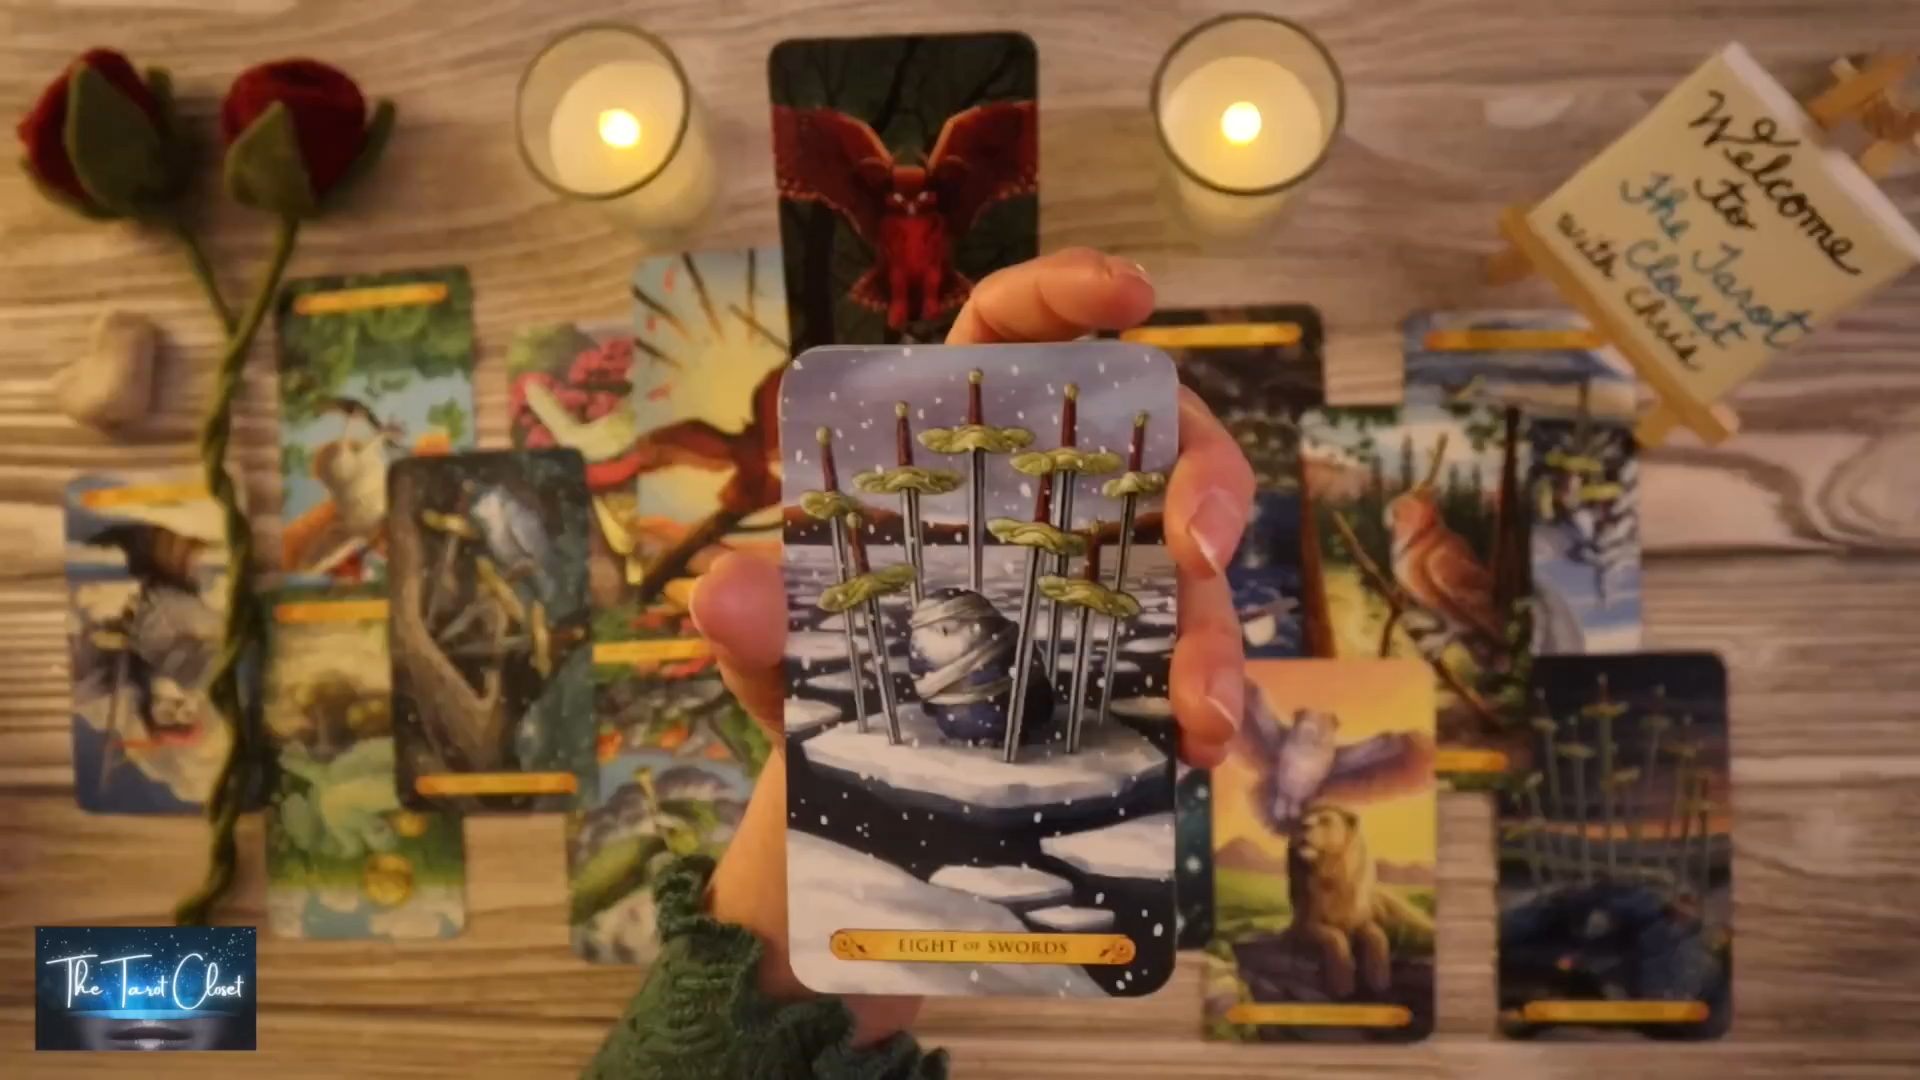 Welcome
to
The Tarot
Closet
with Chris
EIGHT OF SWORDS
The Tarot Closet